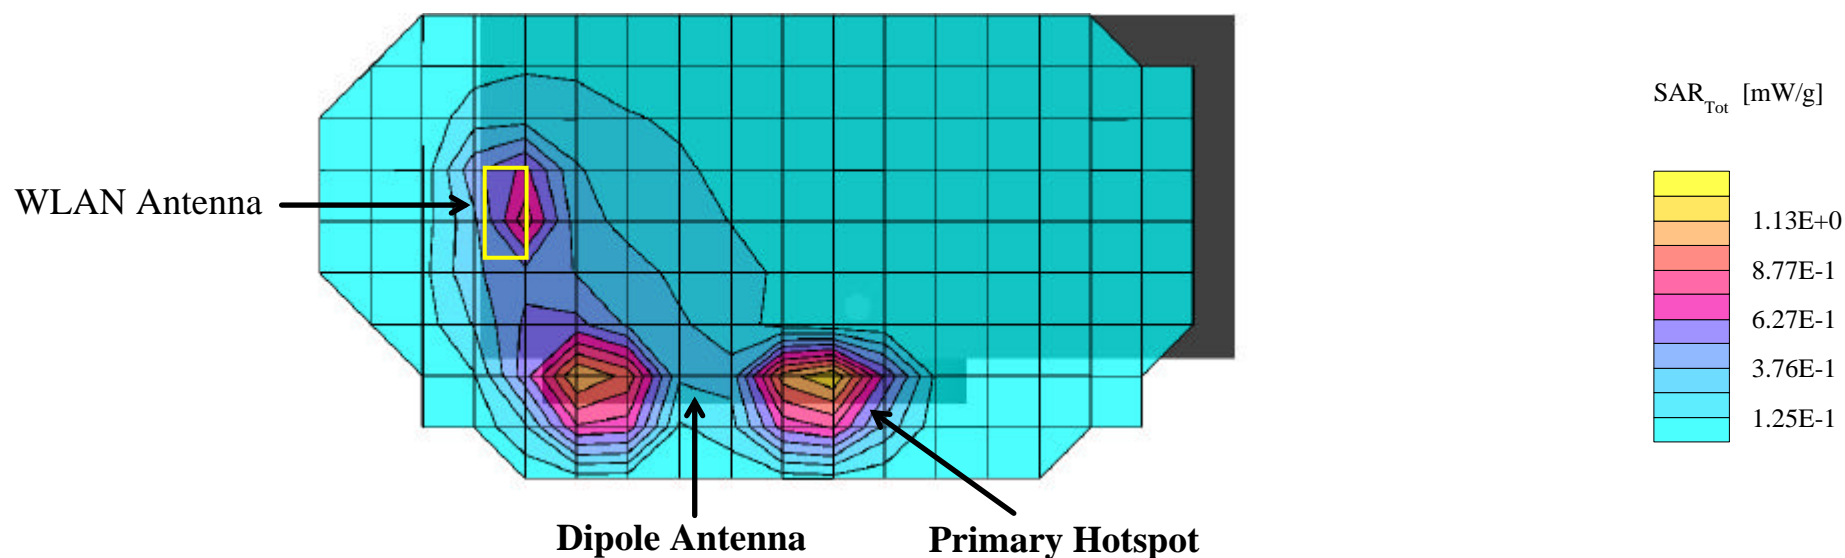 SAR_Tot [mW/g]
WLAN Antenna
1.13E+0
8.77E-1
6.27E-1
3.76E-1
1.25E-1
Dipole Antenna
Primary Hotspot